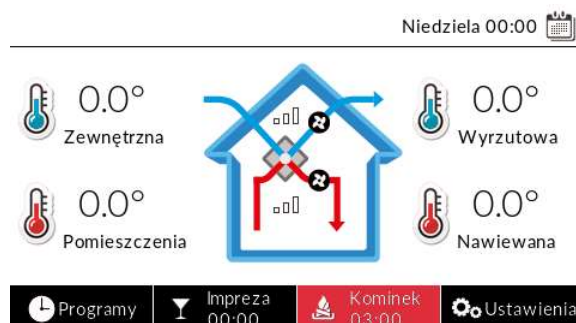 Niedziela 00:00
0.0°
Zewnętrzna
0.0°
Wyrzutowa
0.0°
Pomieszczenia
0.0°
Nawiewana
Programy
Impreza
00:00
Kominek
03:00
Ustawienia